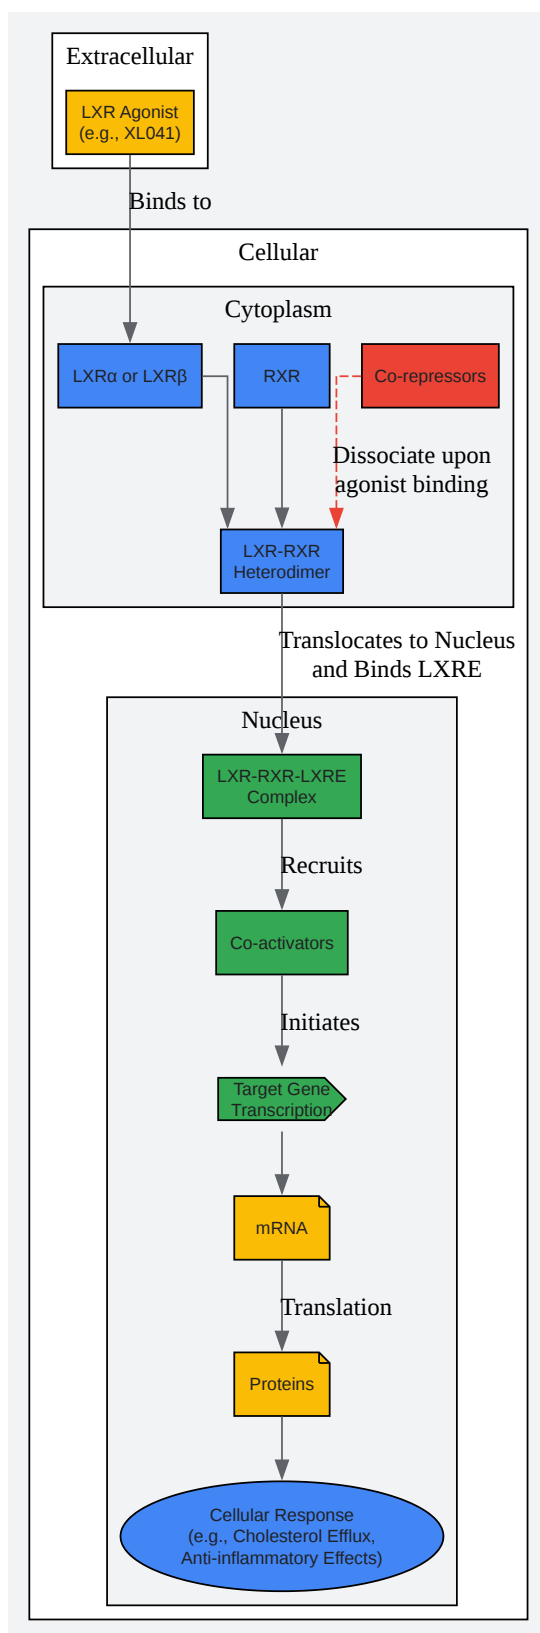 Extracellular
LXR Agonist
(e.g., XL041)
Binds to
Cellular
Cytoplasm
LXRα or LXRβ
RXR
Co-repressors
Dissociate upon
agonist binding
LXR-RXR
Heterodimer
Translocates to Nucleus
and Binds LXRE
Nucleus
LXR-RXR-LXRE
Complex
Recruits
Co-activators
Initiates
Target Gene
Transcription
mRNA
Translation
Proteins
Cellular Response
(e.g., Cholesterol Efflux,
Anti-inflammatory Effects)